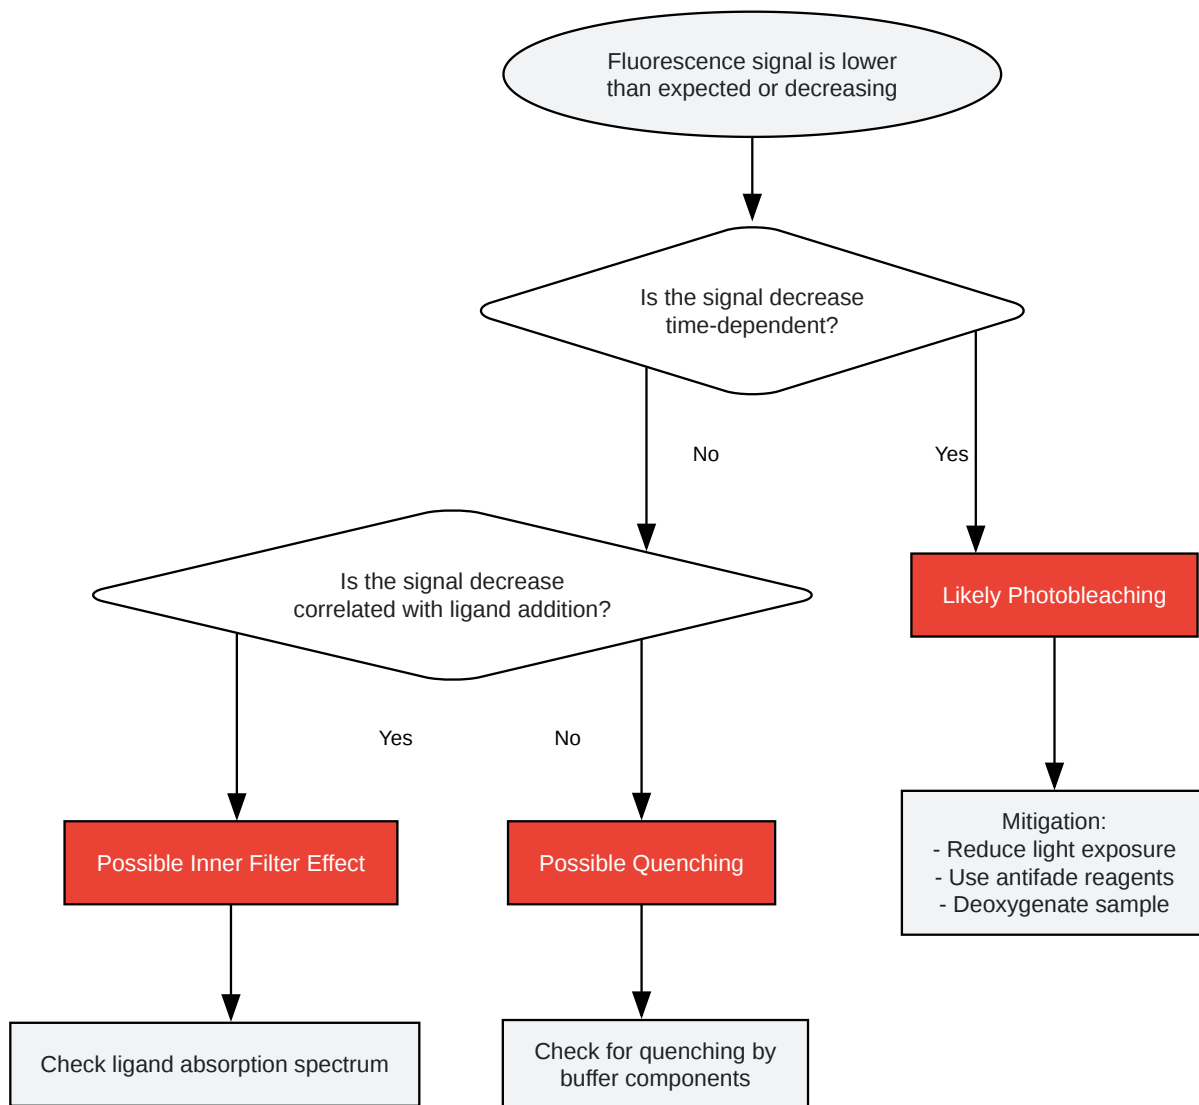 Fluorescence signal is lower
than expected or decreasing
Is the signal decrease
time-dependent?
No
Yes
Is the signal decrease
correlated with ligand addition?
Likely Photobleaching
Yes
No
Possible Inner Filter Effect
Possible Quenching
Mitigation:
- Reduce light exposure
- Use antifade reagents
- Deoxygenate sample
Check ligand absorption spectrum
Check for quenching by
buffer components